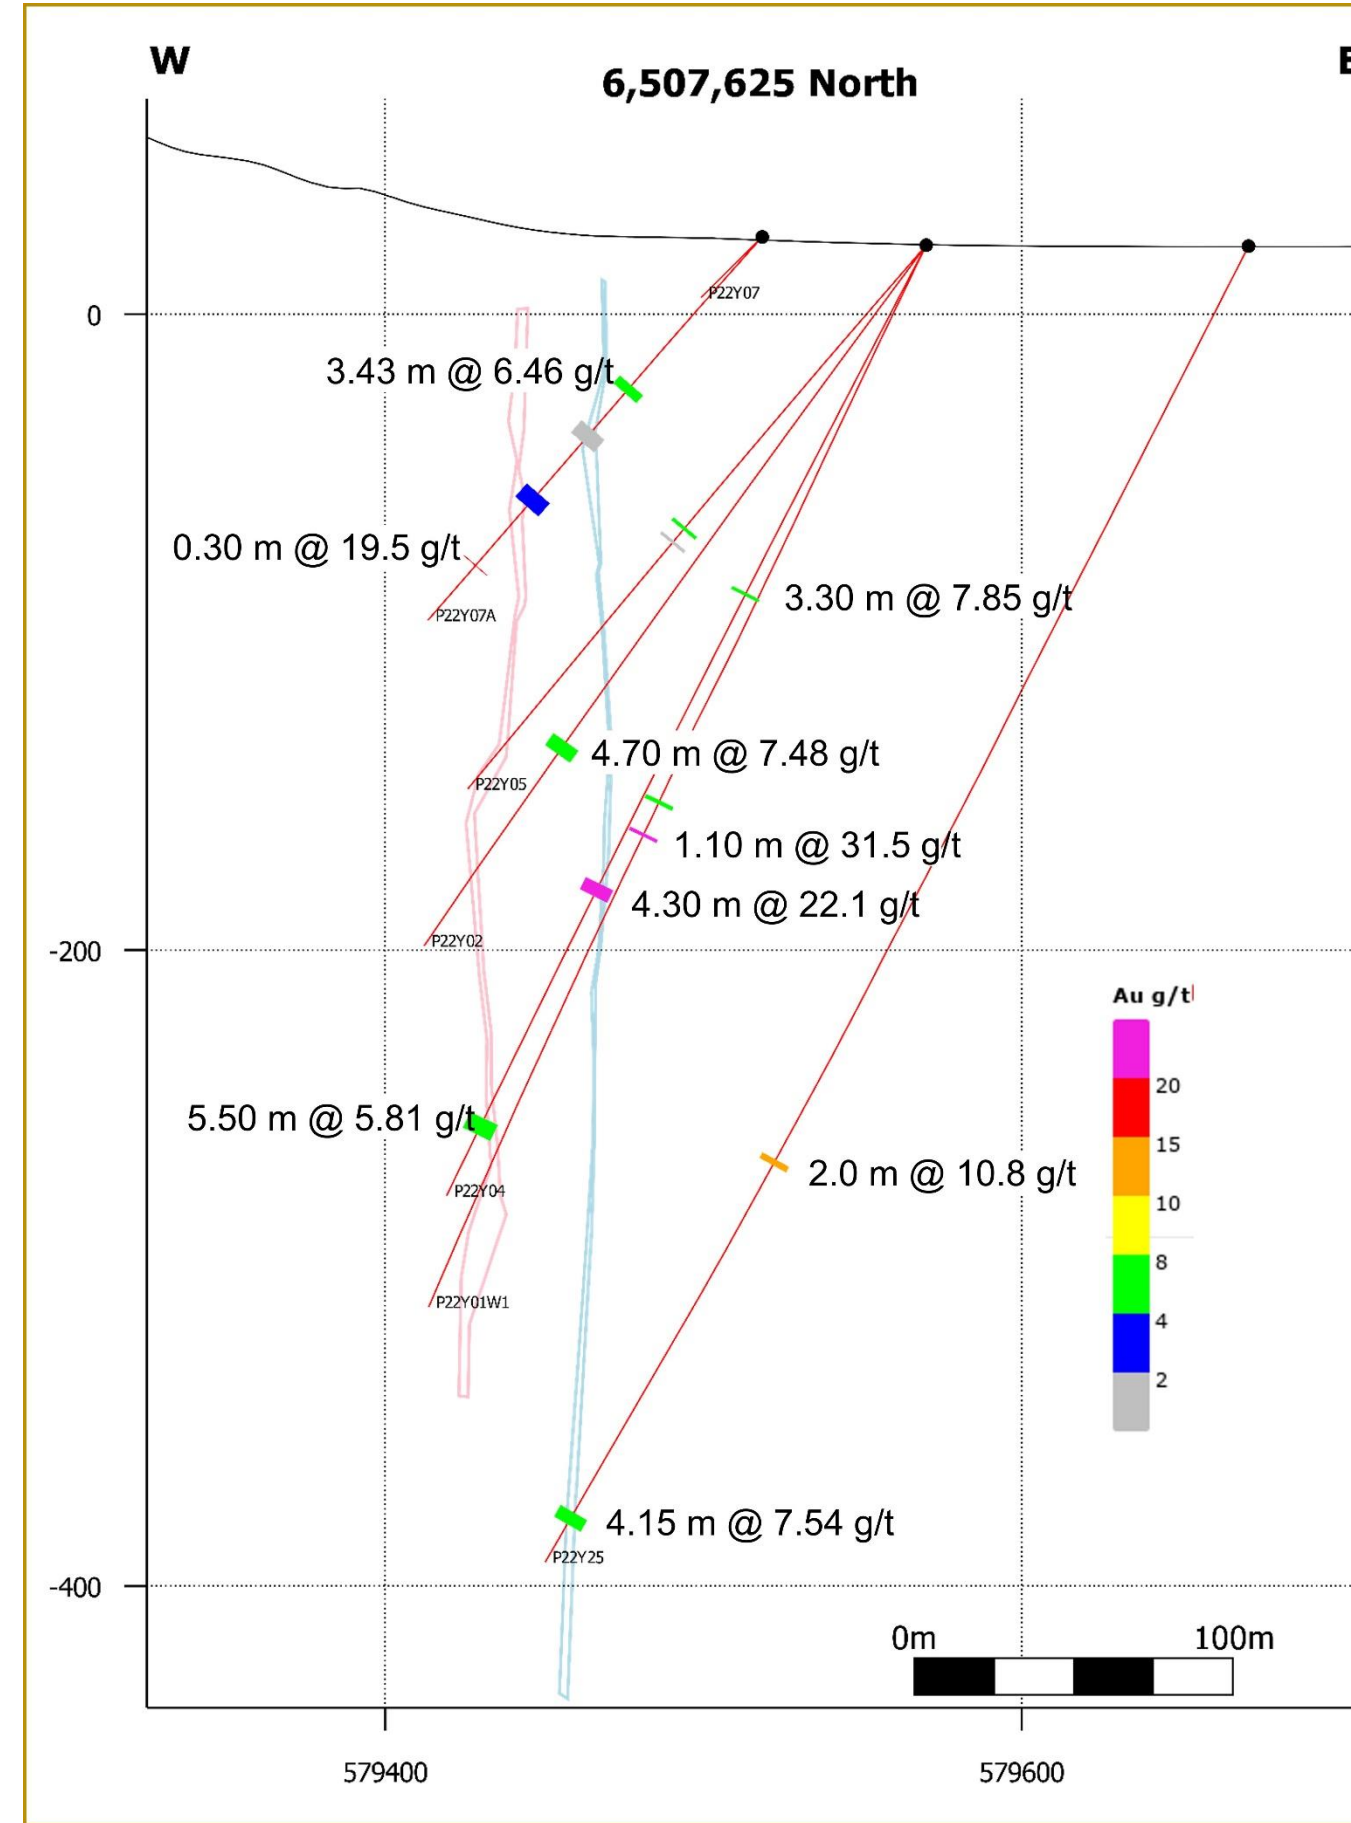 W
E
6,507,625 North
P22Y07
0
3.43 m @ 6.46 g/t
0.30 m @ 19.5 g/t
3.30 m @ 7.85 g/t
P22Y07A
4.70 m @ 7.48 g/t
P22Y05
1.10 m @ 31.5 g/t
4.30 m @ 22.1 g/t
P22Y02
-200
Au g/t
20
15
10
8
4
2
5.50 m @ 5.81 g/t
2.0 m @ 10.8 g/t
P22Y04
P22Y01W1
4.15 m @ 7.54 g/t
P22Y25
-400
0m 100m
579400 579600